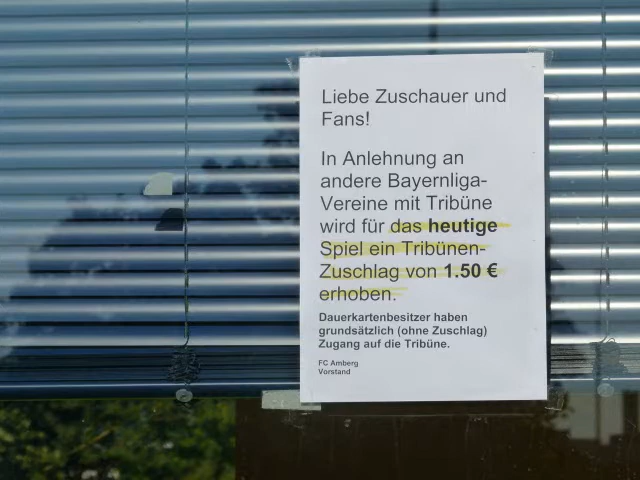 Liebe Zuschauer und
Fans!
In Anlehnung an
andere Bayernliga-
Vereine mit Tribüne
wird für das heutige
Spiel ein Tribünen-
Zuschlag von 1.50 €
erhoben.
Dauerkartenbesitzer haben
grundsätzlich (ohne Zuschlag)
Zugang auf die Tribüne.
FC Amberg
Vorstand